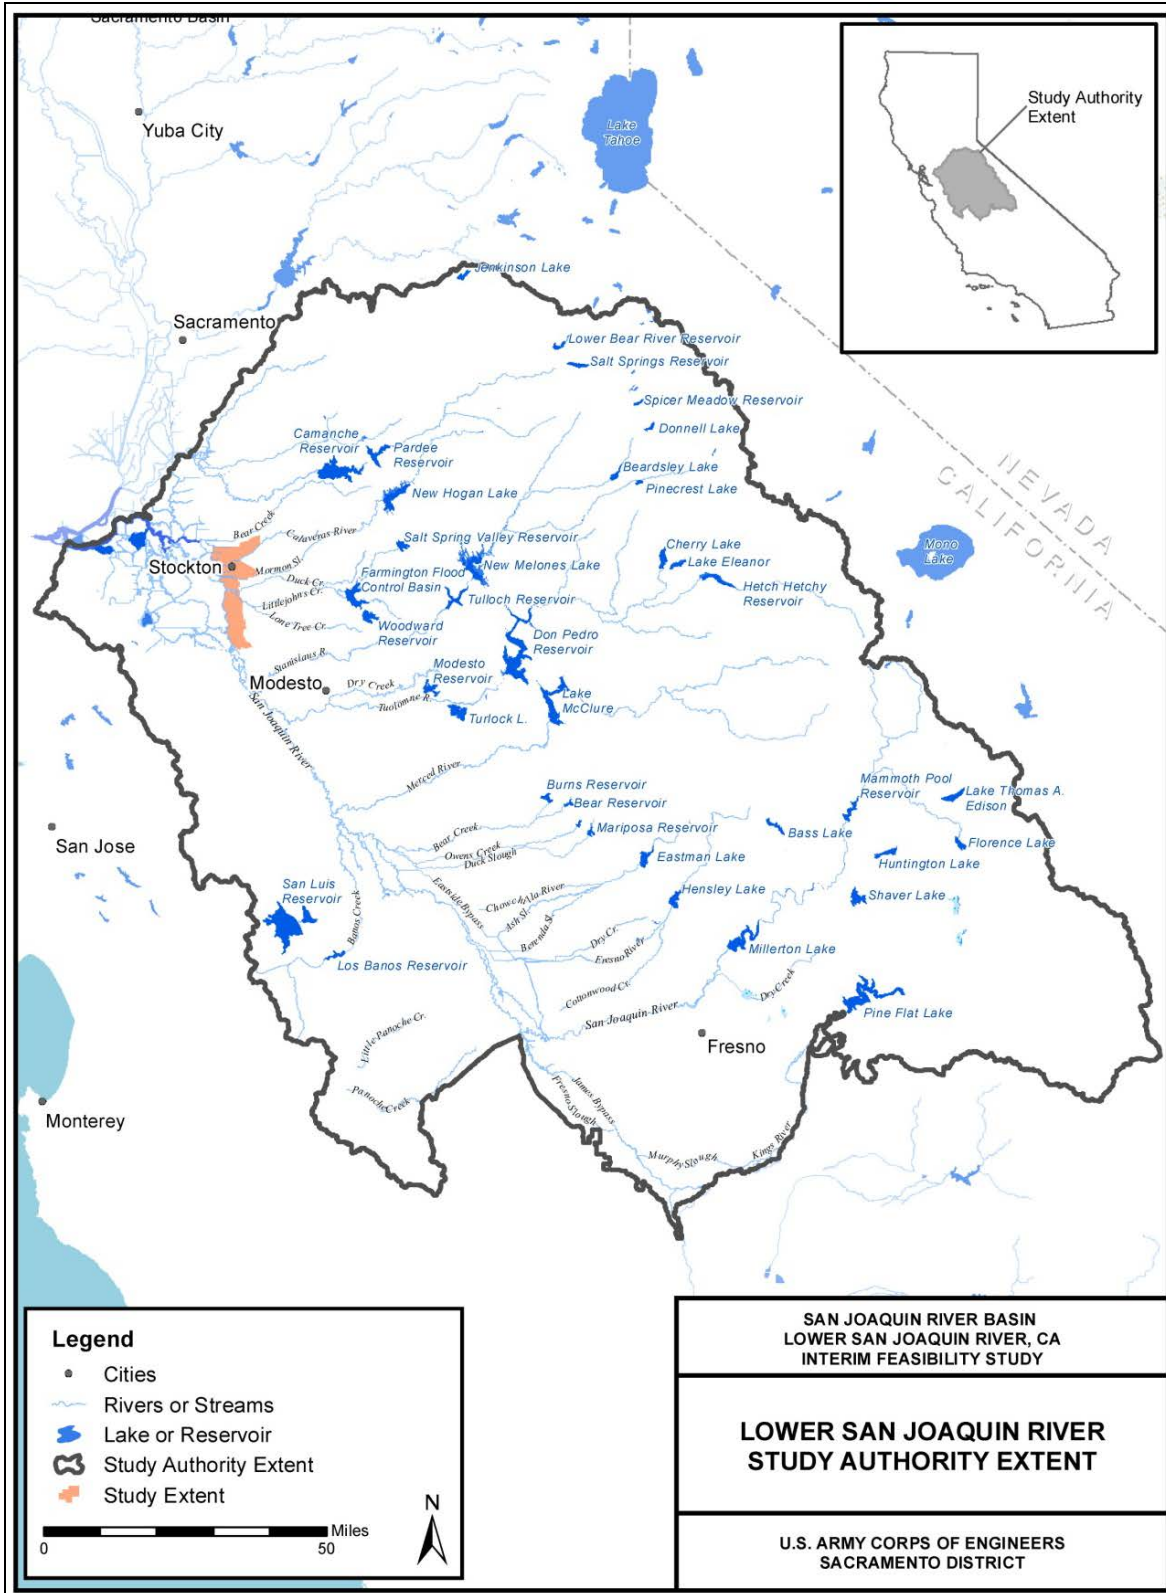 Sacramento Basin
Yuba City
Lake
Tahoe
Study Authority
Extent
Jenkinson Lake
Sacramento
Lower Bear River Reservoir
Salt Springs Reservoir
Spicer Meadow Reservoir
Donnell Lake
Camanche
Reservoir
Pardee
Reservoir
Beardsley Lake
Pinecrest Lake
New Hogan Lake
NEVADA
CALIFORNIA
Bear Creek
Calaveras River
Salt Spring Valley Reservoir
Cherry Lake
Lake Eleanor
Mono
Lake
Stockton
Mormon Sl.
New Melones Lake
Farmington Flood
Control Basin
Duck Cr.
Hetch Hetchy
Reservoir
Littlejohns Cr.
Tulloch Reservoir
Lone Tree Cr.
Woodward
Reservoir
Don Pedro
Reservoir
Stanislaus R.
Modesto
Reservoir
Modesto
Dry Creek
Tuolomne R.
Lake
McClure
Turlock L.
San Joaquin River
Merced River
Burns Reservoir
Bear Reservoir
Mammoth Pool
Reservoir
Lake Thomas A.
Edison
San Jose
Bear Creek
Mariposa Reservoir
Bass Lake
Florence Lake
Owens Creek
Duck Slough
Eastman Lake
Huntington Lake
San Luis
Reservoir
Eastside Bypass
Chowchilla River
Hensley Lake
Shaver Lake
Banos Creek
Ash Sl.
Berenda Sl.
Dry Cr.
Fresno River
Millerton Lake
Los Banos Reservoir
Cottonwood Cr.
Dry Creek
San Joaquin River
Pine Flat Lake
Little Panoche Cr.
Fresno
Panoche Creek
James Bypass
Fresno Slough
Monterey
Murphy Slough
Kings River
Legend
Cities
Rivers or Streams
Lake or Reservoir
Study Authority Extent
Study Extent
N
Miles
0
50
SAN JOAQUIN RIVER BASIN
LOWER SAN JOAQUIN RIVER, CA
INTERIM FEASIBILITY STUDY
LOWER SAN JOAQUIN RIVER
STUDY AUTHORITY EXTENT
U.S. ARMY CORPS OF ENGINEERS
SACRAMENTO DISTRICT